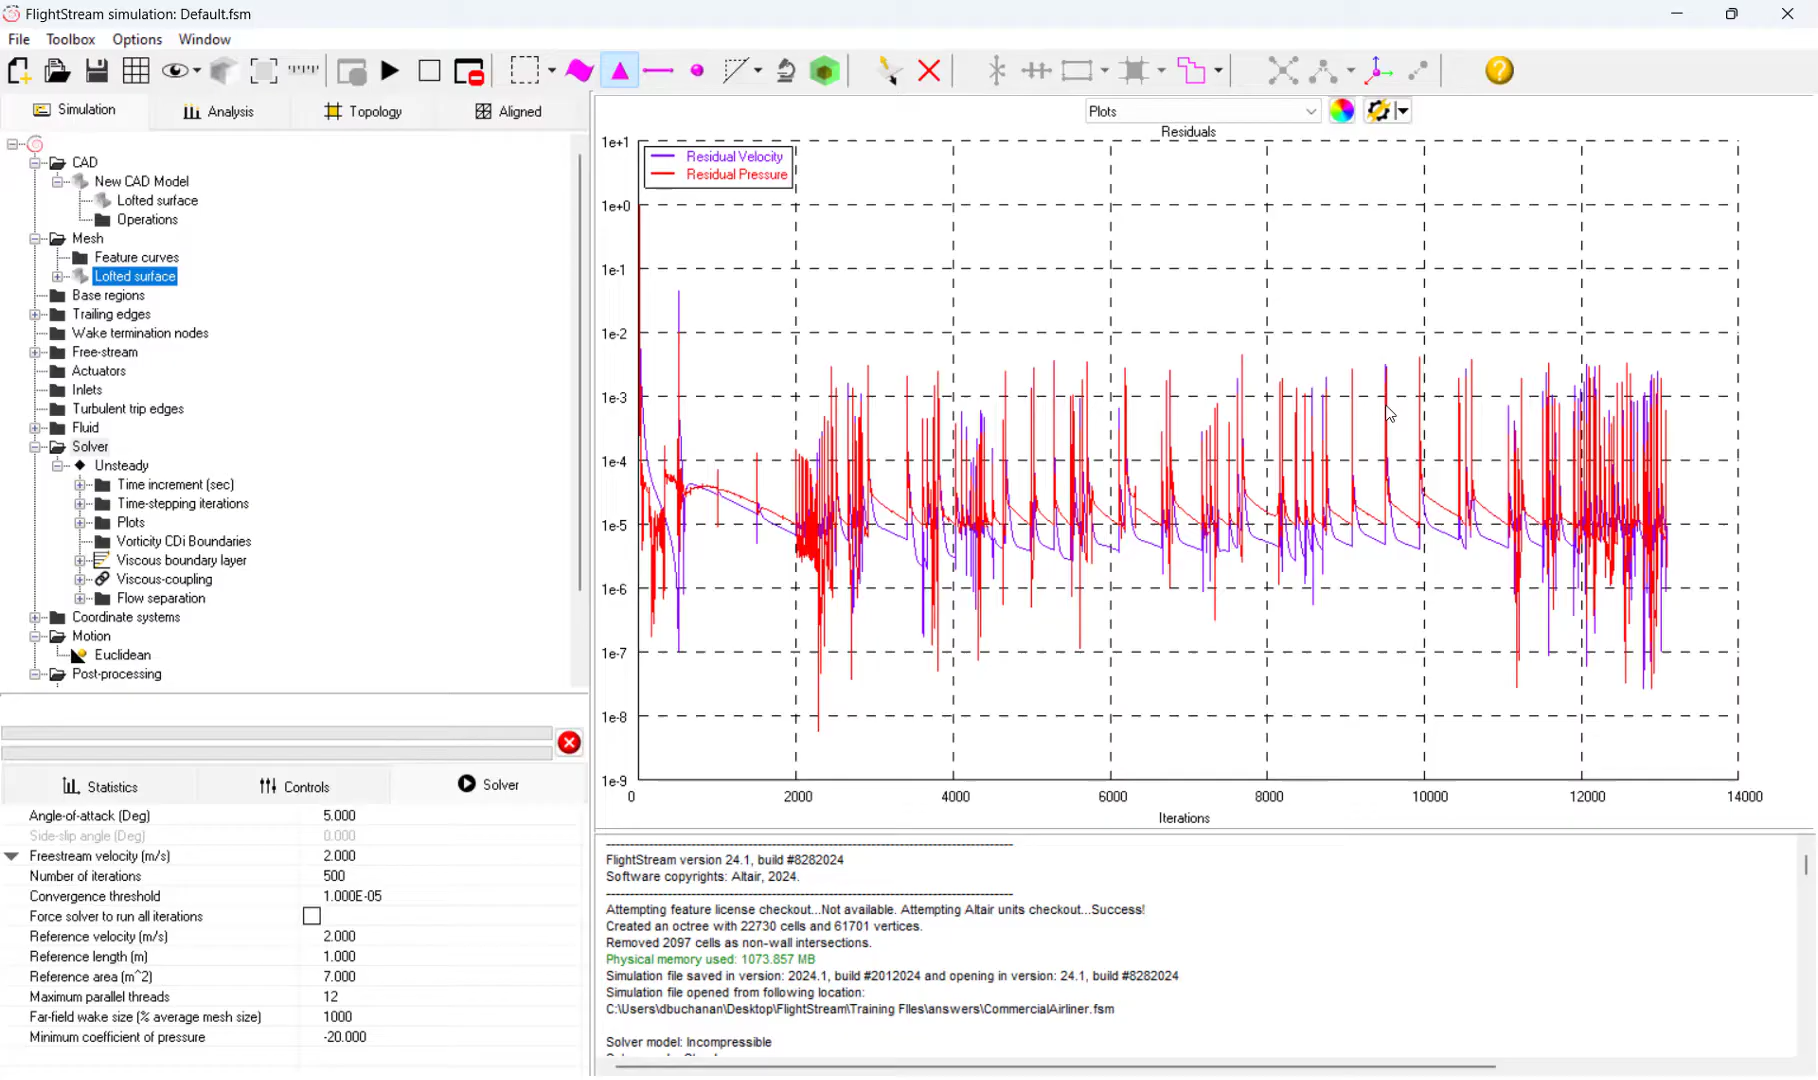 FlightStream simulation: Default.fsm
File Toolbox Options Window
Simulation Analysis Topology Aligned
CAD
New CAD Model
Lofted surface
Operations
Mesh
Feature curves
Lofted surface
Base regions
Trailing edges
Wake termination nodes
Free-stream
Actuators
Inlets
Turbulent trip edges
Fluid
Solver
Unsteady
Time increment (sec)
Time-stepping iterations
Plots
Vorticity CDi Boundaries
Viscous boundary layer
Viscous-coupling
Flow separation
Coordinate systems
Motion
Euclidean
Post-processing
Statistics Controls Solver
Angle-of-attack (Deg) 5.000
Side-slip angle (Deg) 0.000
Freestream velocity (m/s) 2.000
Number of iterations 500
Convergence threshold 1.000E-05
Force solver to run all iterations
Reference velocity (m/s) 2.000
Reference length (m) 1.000
Reference area (m^2) 7.000
Maximum parallel threads 12
Far-field wake size (% average mesh size) 1000
Minimum coefficient of pressure -20.000
Plots
Residuals
Residual Velocity
Residual Pressure
1e+1
1e+0
1e-1
1e-2
1e-3
1e-4
1e-5
1e-6
1e-7
1e-8
1e-9
0 2000 4000 6000 8000 10000 12000 14000
Iterations
FlightStream version 24.1, build #8282024
Software copyrights: Altair, 2024.
Attempting feature license checkout...Not available. Attempting Altair units checkout...Success!
Created an octree with 22730 cells and 61701 vertices.
Removed 2097 cells as non-wall intersections.
Physical memory used: 1073.857 MB
Simulation file saved in version: 2024.1, build #2012024 and opening in version: 24.1, build #8282024
Simulation file opened from following location:
C:\Users\dbuchanan\Desktop\FlightStream\Training FIles\answers\CommercialAirliner.fsm
Solver model: Incompressible